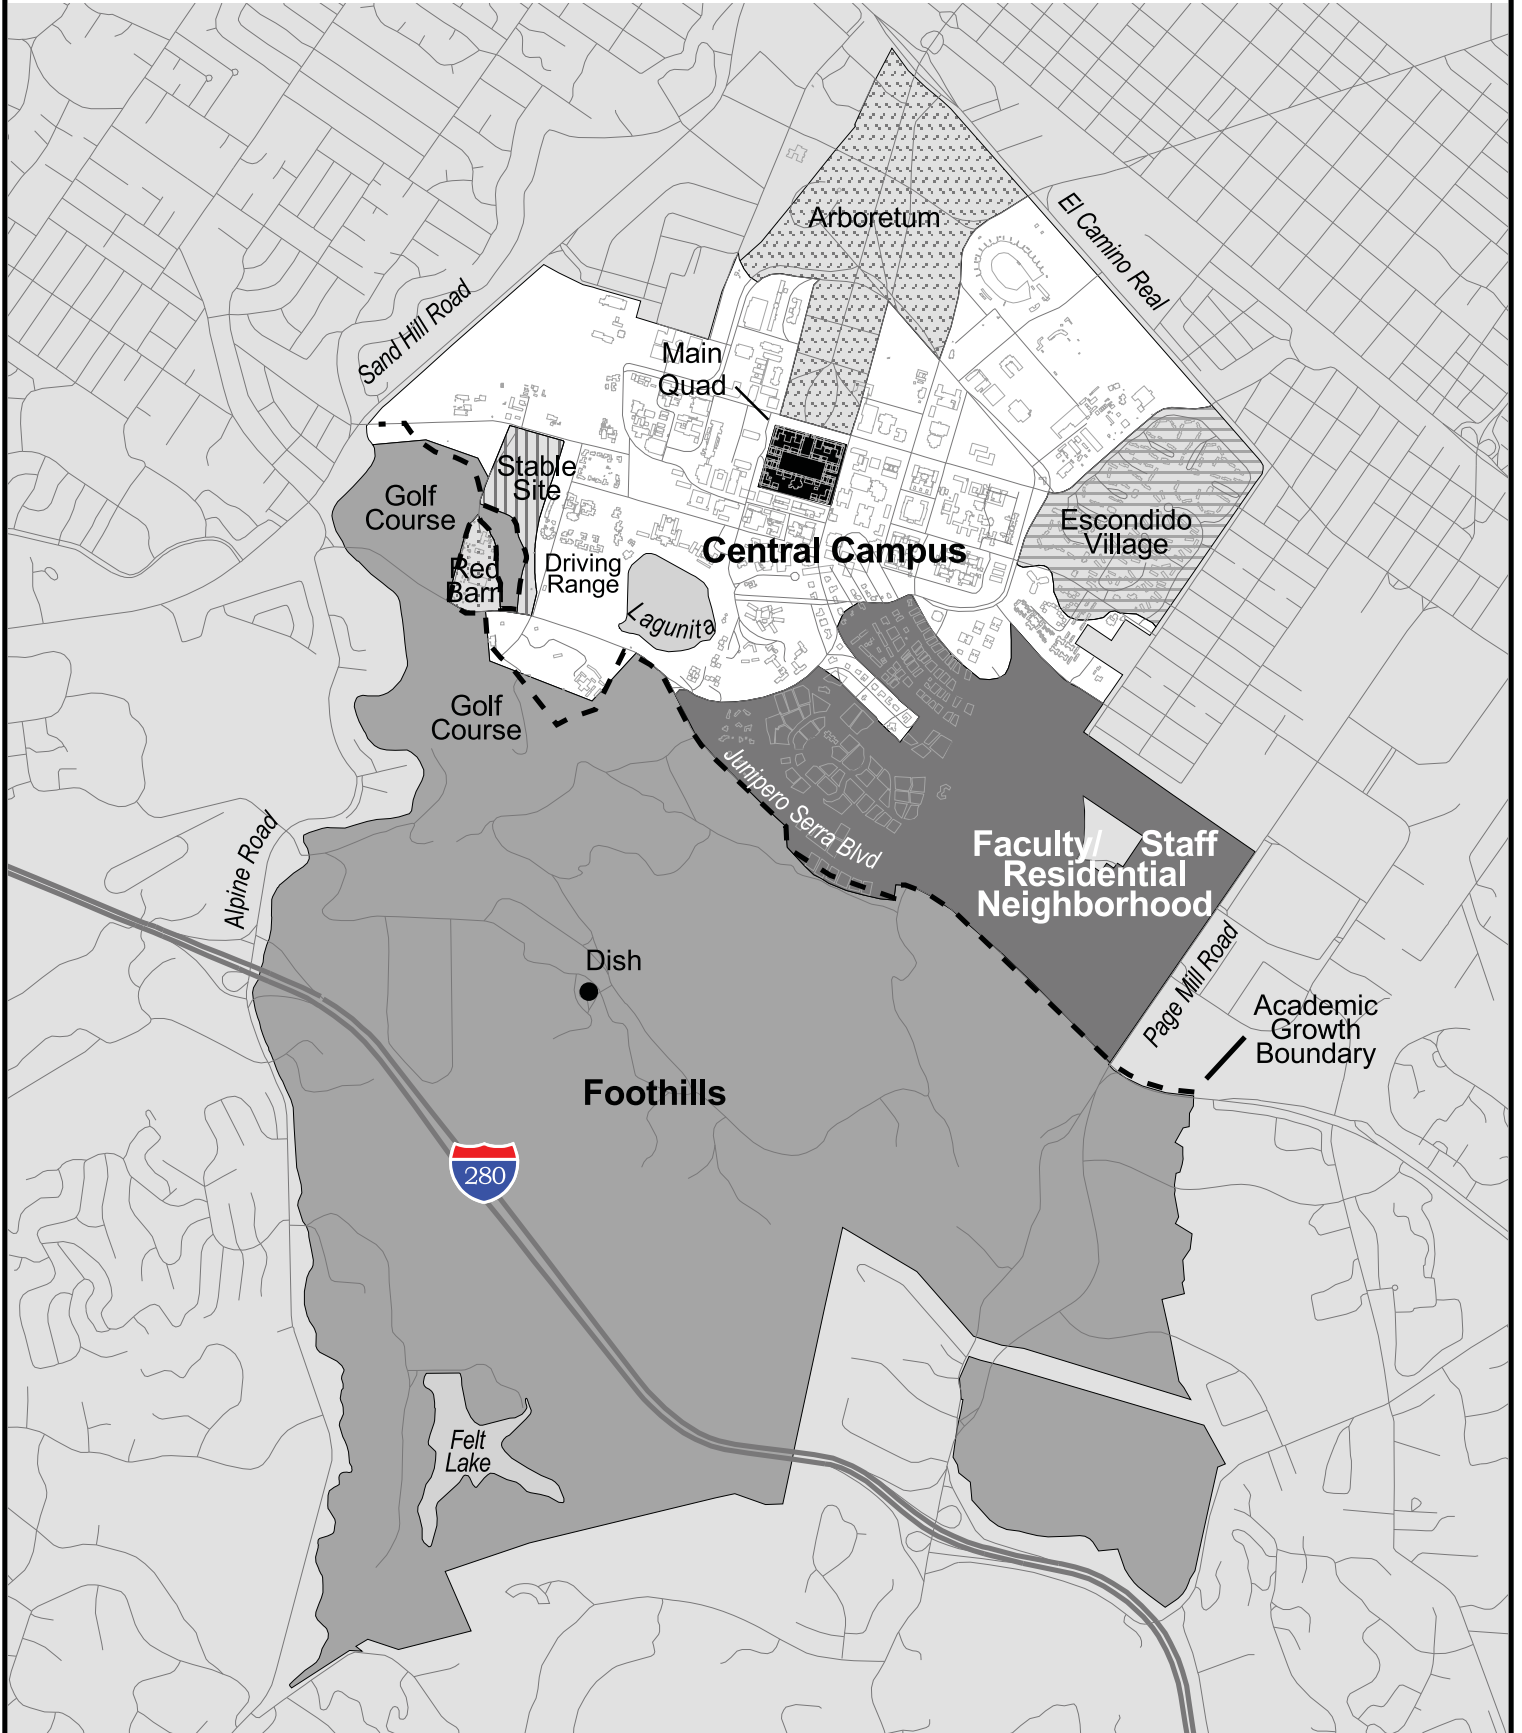 Arboretum
El Camino Real
Sand Hill Road
Main
Quad
Stable
Site
Golf
Course
Escondido
Village
Central Campus
Red
Barn
Driving
Range
Lagunita
Golf
Course
Junipero Serra Blvd
Alpine Road
Faculty/ Staff
Residential
Neighborhood
Page Mill Road
Dish
Academic
Growth
Boundary
Foothills
280
Felt
Lake